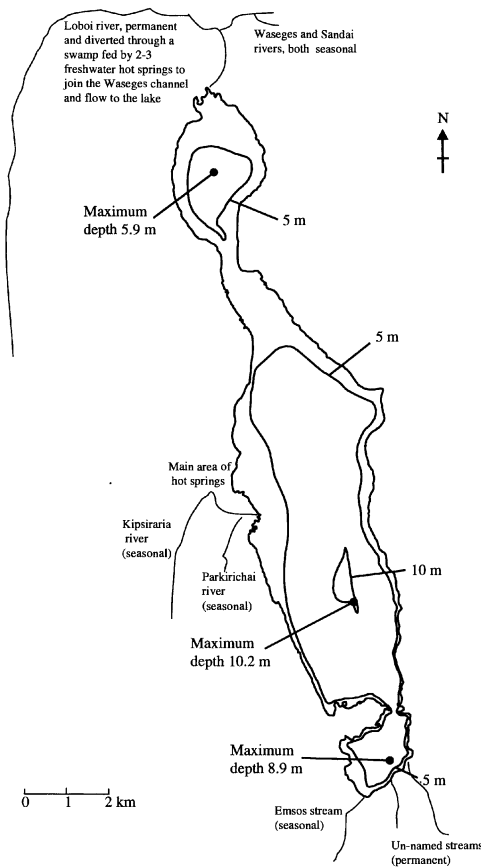 Loboi river, permanent
and diverted through a
swamp fed by 2-3
freshwater hot springs to
join the Waseges channel
and flow to the lake
Waseges and Sandai
rivers, both seasonal
N
Maximum
depth 5.9 m
5 m
5 m
Main area of
hot springs
Kipsiraria
river
(seasonal)
Parkirichai
river
(seasonal)
10 m
Maximum
depth 10.2 m
Maximum
depth 8.9 m
5 m
0 1 2 km
Emsos stream
(seasonal)
Un-named streams
(permanent)